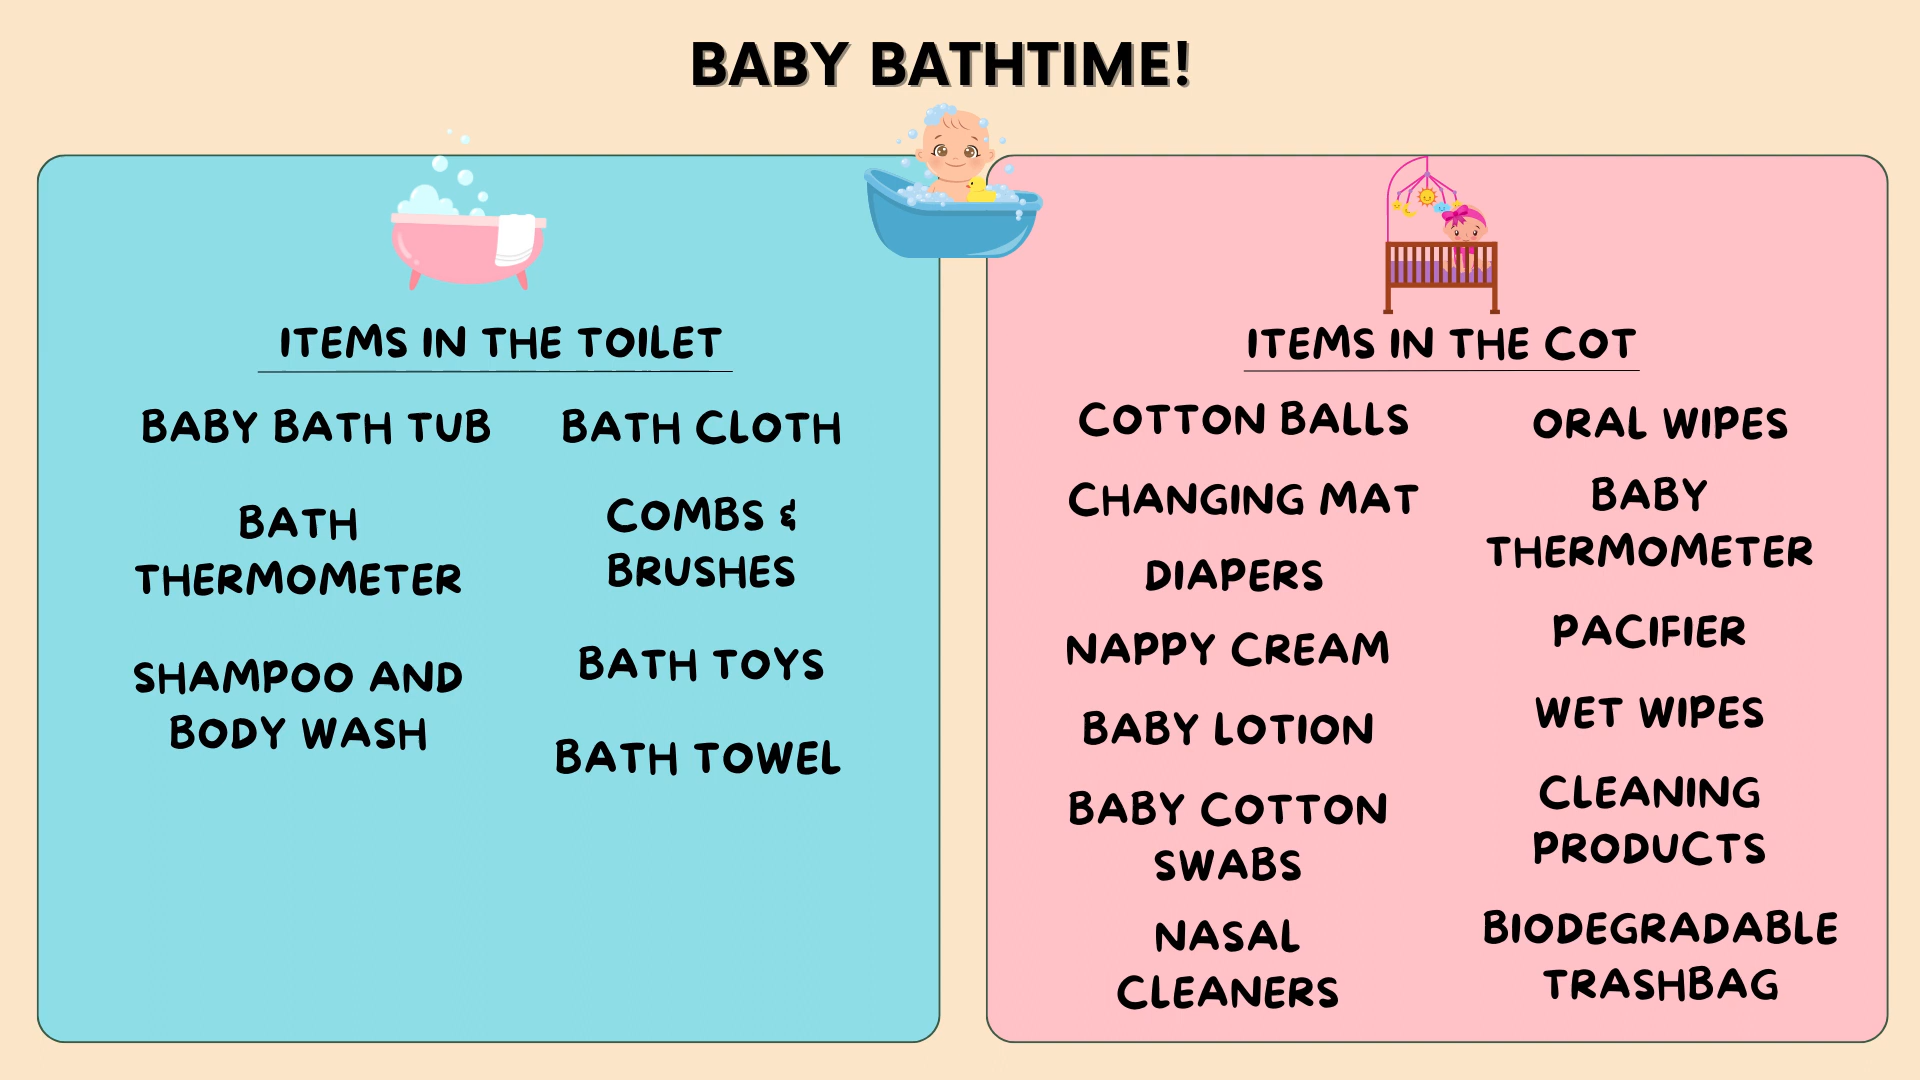 BABY BATHTIME!
ITEMS IN THE TOILET
BABY BATH TUB
BATH
THERMOMETER
SHAMPOO AND
BODY WASH
BATH CLOTH
COMBS &
BRUSHES
BATH TOYS
BATH TOWEL
ITEMS IN THE COT
COTTON BALLS
CHANGING MAT
DIAPERS
NAPPY CREAM
BABY LOTION
BABY COTTON
SWABS
NASAL
CLEANERS
ORAL WIPES
BABY
THERMOMETER
PACIFIER
WET WIPES
CLEANING
PRODUCTS
BIODEGRADABLE
TRASHBAG